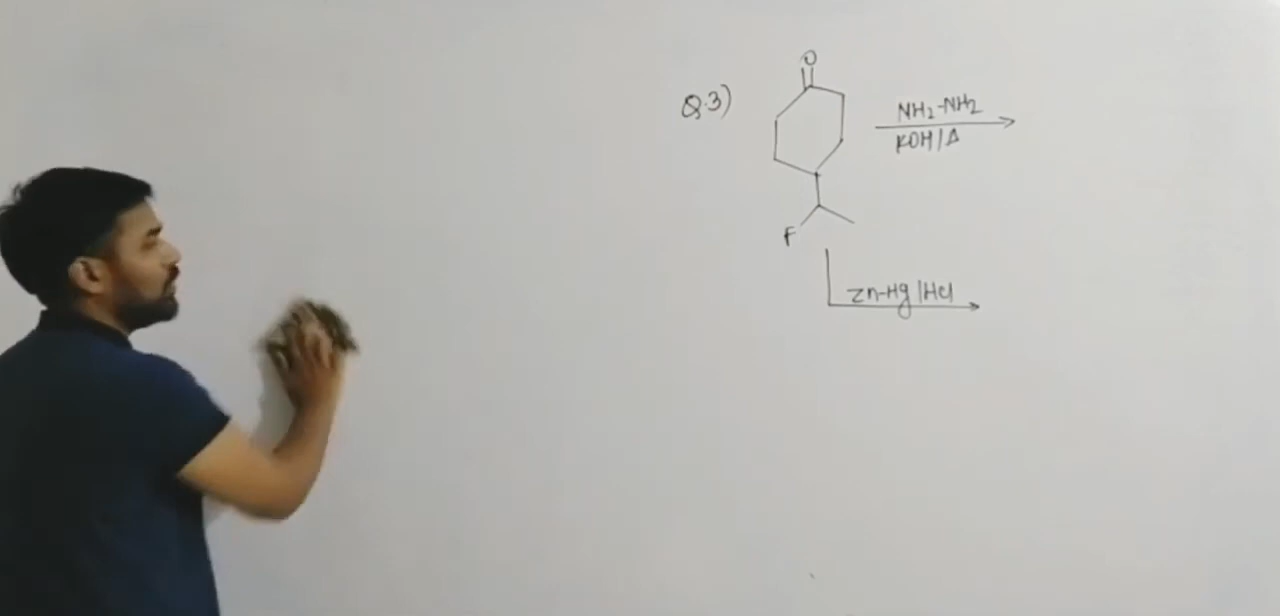 O
Q.3)
NH2-NH2
KOH/Δ
F
Zn-Hg/HCl